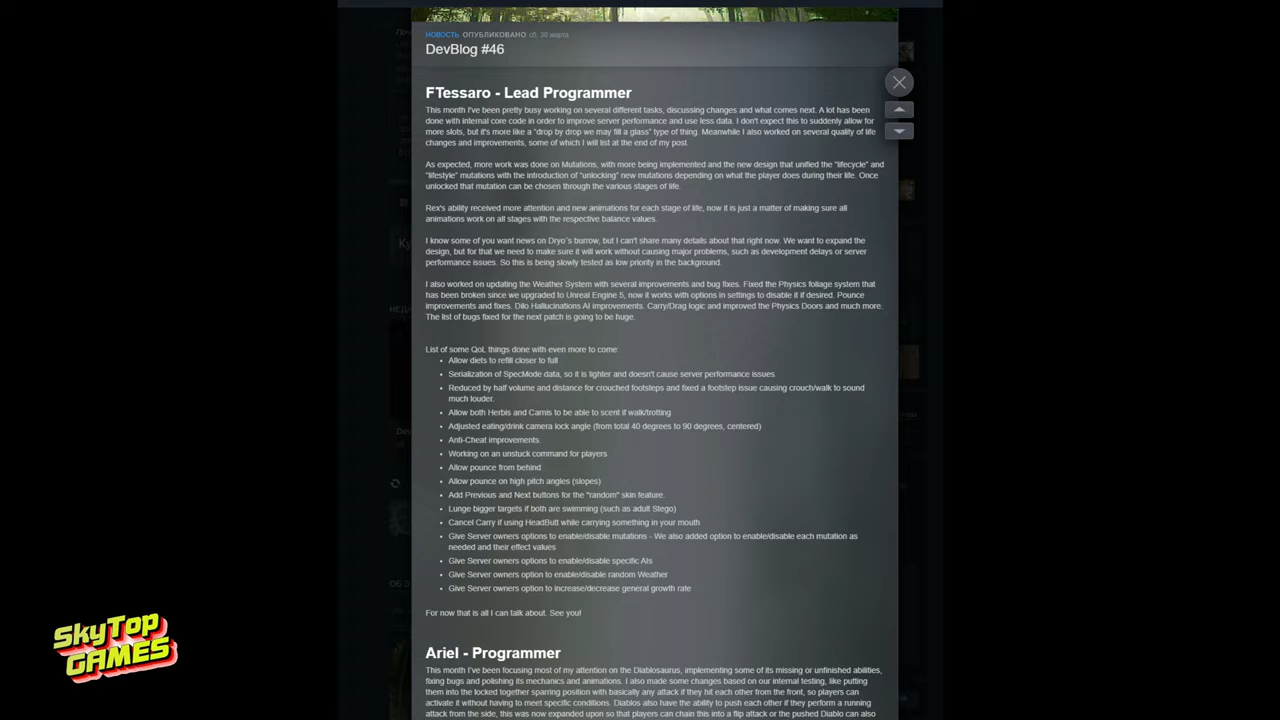 НОВОСТЬ ОПУБЛИКОВАНО сб, 30 марта
DevBlog #46
FTessaro - Lead Programmer
This month I've been pretty busy working on several different tasks, discussing changes and what comes next. A lot has been
done with internal core code in order to improve server performance and use less data. I don't expect this to suddenly allow for
more slots, but it's more like a "drop by drop we may fill a glass" type of thing. Meanwhile I also worked on several quality of life
changes and improvements, some of which I will list at the end of my post.
As expected, more work was done on Mutations, with more being implemented and the new design that unified the "lifecycle" and
"lifestyle" mutations with the introduction of "unlocking" new mutations depending on what the player does during their life. Once
unlocked that mutation can be chosen through the various stages of life.
Rex's ability received more attention and new animations for each stage of life, now it is just a matter of making sure all
animations work on all stages with the respective balance values.
I know some of you want news on Dryo´s burrow, but I can't share many details about that right now. We want to expand the
design, but for that we need to make sure it will work without causing major problems, such as development delays or server
performance issues. So this is being slowly tested as low priority in the background.
I also worked on updating the Weather System with several improvements and bug fixes. Fixed the Physics foliage system that
has been broken since we upgraded to Unreal Engine 5, now it works with options in settings to disable it if desired. Pounce
improvements and fixes. Dilo Hallucinations AI improvements. Carry/Drag logic and improved the Physics Doors and much more.
The list of bugs fixed for the next patch is going to be huge.
List of some QoL things done with even more to come:
• Allow diets to refill closer to full
• Serialization of SpecMode data, so it is lighter and doesn't cause server performance issues.
• Reduced by half volume and distance for crouched footsteps and fixed a footstep issue causing crouch/walk to sound
much louder.
• Allow both Herbis and Carnis to be able to scent if walk/trotting
• Adjusted eating/drink camera lock angle (from total 40 degrees to 90 degrees, centered)
• Anti-Cheat improvements.
• Working on an unstuck command for players
• Allow pounce from behind
• Allow pounce on high pitch angles (slopes)
• Add Previous and Next buttons for the "random" skin feature.
• Lunge bigger targets if both are swimming (such as adult Stego)
• Cancel Carry if using HeadButt while carrying something in your mouth
• Give Server owners options to enable/disable mutations - We also added option to enable/disable each mutation as
needed and their effect values
• Give Server owners options to enable/disable specific AIs
• Give Server owners option to enable/disable random Weather
• Give Server owners option to increase/decrease general growth rate
For now that is all I can talk about. See you!
SKYTOP
GAMES
Ariel - Programmer
This month I've been focusing most of my attention on the Diablosaurus, implementing some of its missing or unfinished abilities,
fixing bugs and polishing its mechanics and animations. I also made some changes based on our internal testing, like putting
them into the locked together sparring position with basically any attack if they hit each other from the front, so players can
activate it without having to meet specific conditions. Diablos also have the ability to push each other if they perform a running
attack from the side, this was now expanded upon so that players can chain this into a flip attack or the pushed Diablo can also